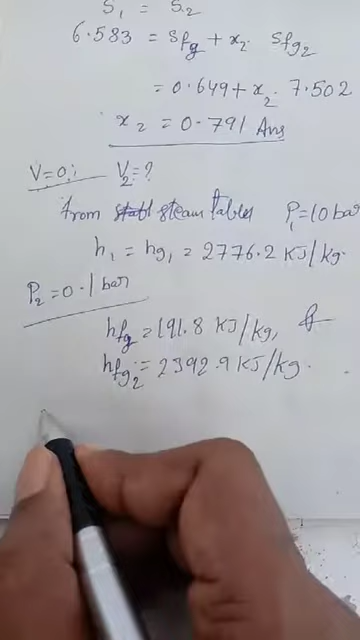 S₁ = S₂
6.583 = Sfg + x₂ Sfg₂
= 0.649 + x₂. 7.502
x₂ = 0.791 Ans
V₁=0; V₂=?
from steam tables P₁=10 bar
h₁ = hg₁ = 2776.2 KJ/kg.
P₂=0.1 bar
hfg = 191.8 KJ/kg, &
hfg₂ = 2392.9 KJ/kg.